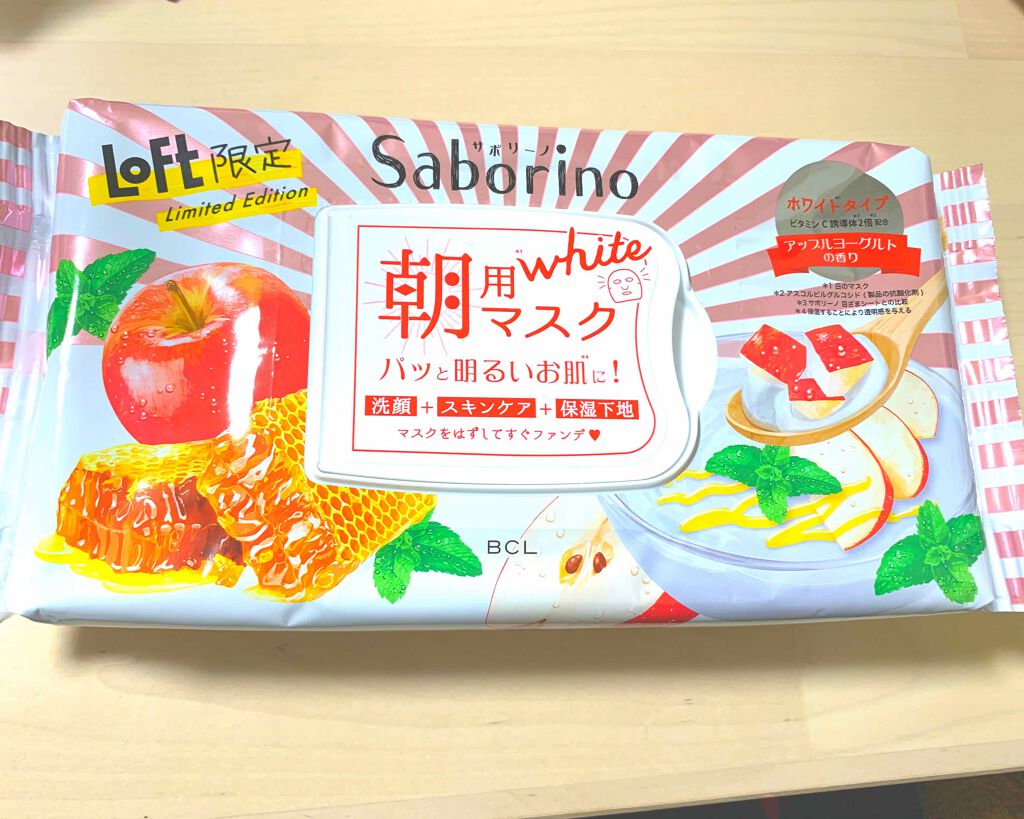 LOFT 限定
Limited Edition
サボリーノ
Saborino
ホワイトタイプ
ビタミンC誘導体*2 2倍*3配合
アップルヨーグルト
の香り
*1 白のマスク
*2 アスコルビルグルコシド(製品の抗酸化剤)
*3 サボリーノ 目ざまシートとの比較
*4 保湿することにより透明感を与える
white*1
朝用
マスク
パッと明るいお肌に!
洗顔+スキンケア+保湿下地
マスクをはずしてすぐファンデ♥
BCL